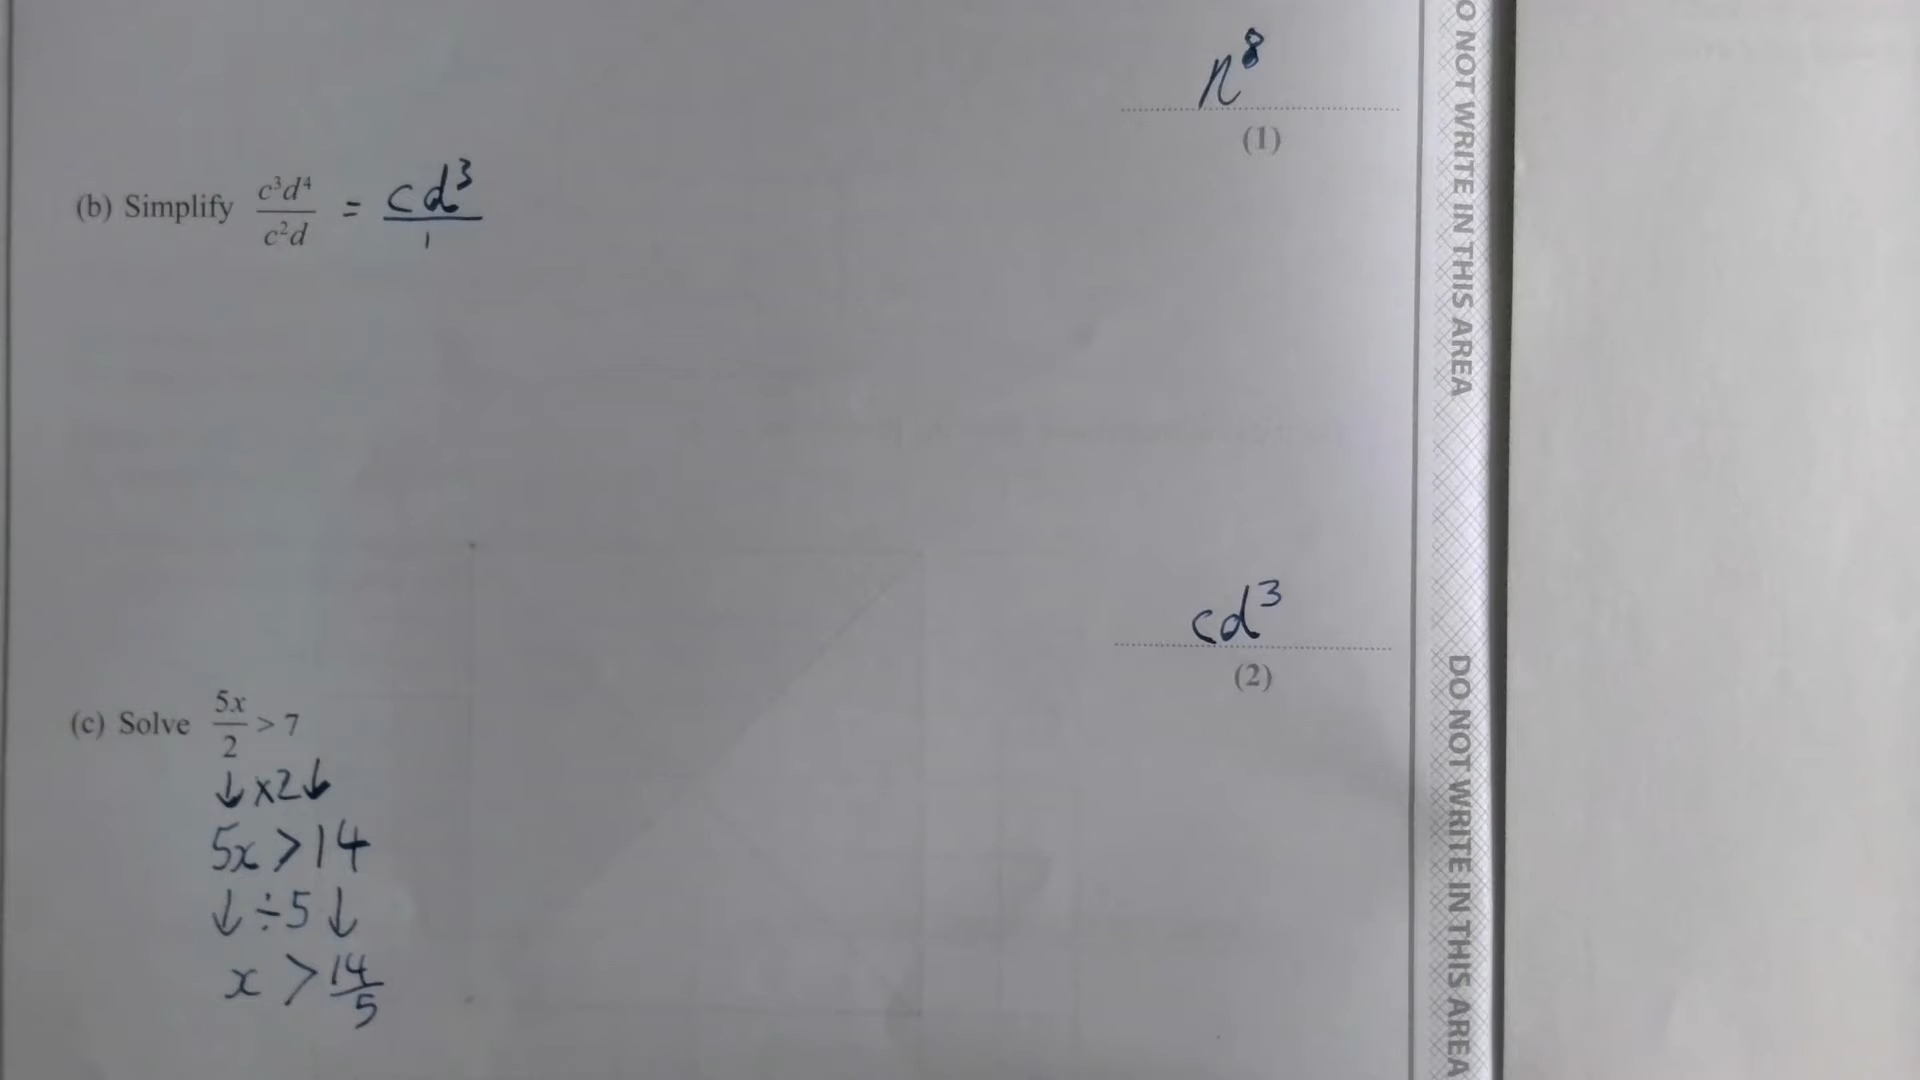 n⁸
(1)
(b) Simplify c³d⁴/c²d = cd³/1
cd³
(2)
(c) Solve 5x/2 > 7
↓×2↓
5x > 14
↓÷5↓
x > 14/5
O NOT WRITE IN THIS AREA
DO NOT WRITE IN THIS AREA